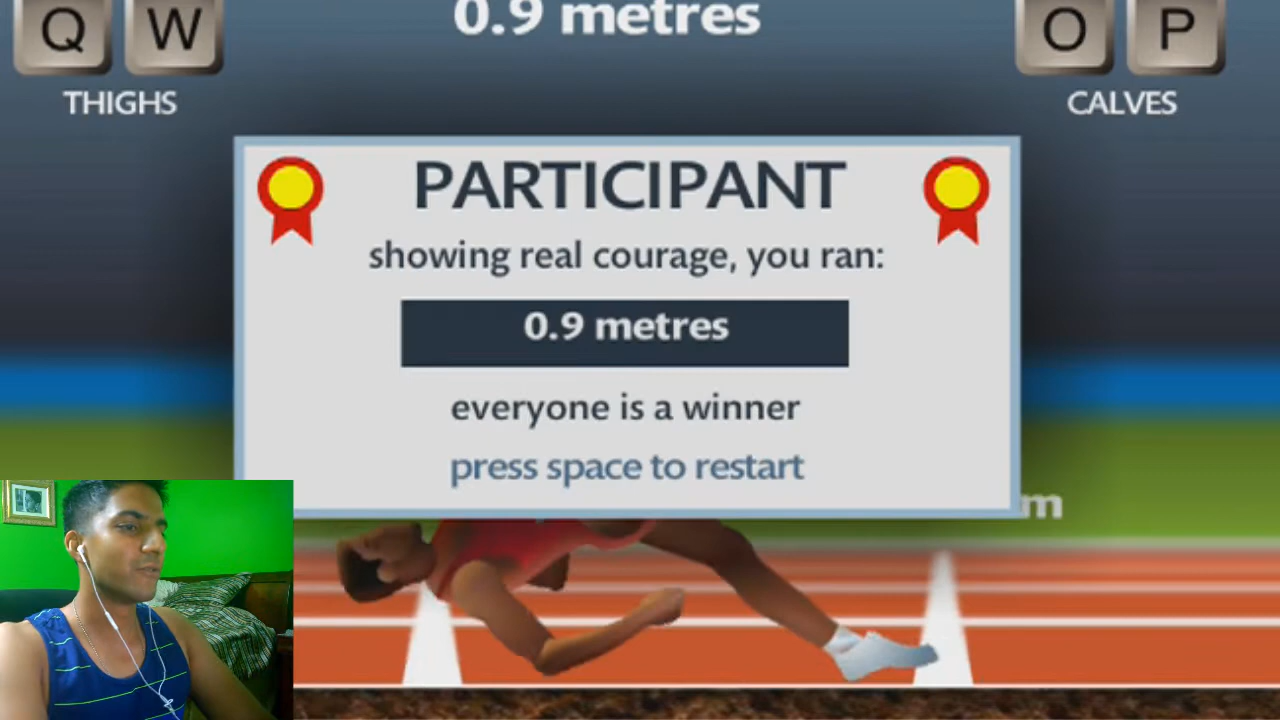 Q W
0.9 metres
O P
THIGHS
CALVES
PARTICIPANT
showing real courage, you ran:
0.9 metres
everyone is a winner
press space to restart
m